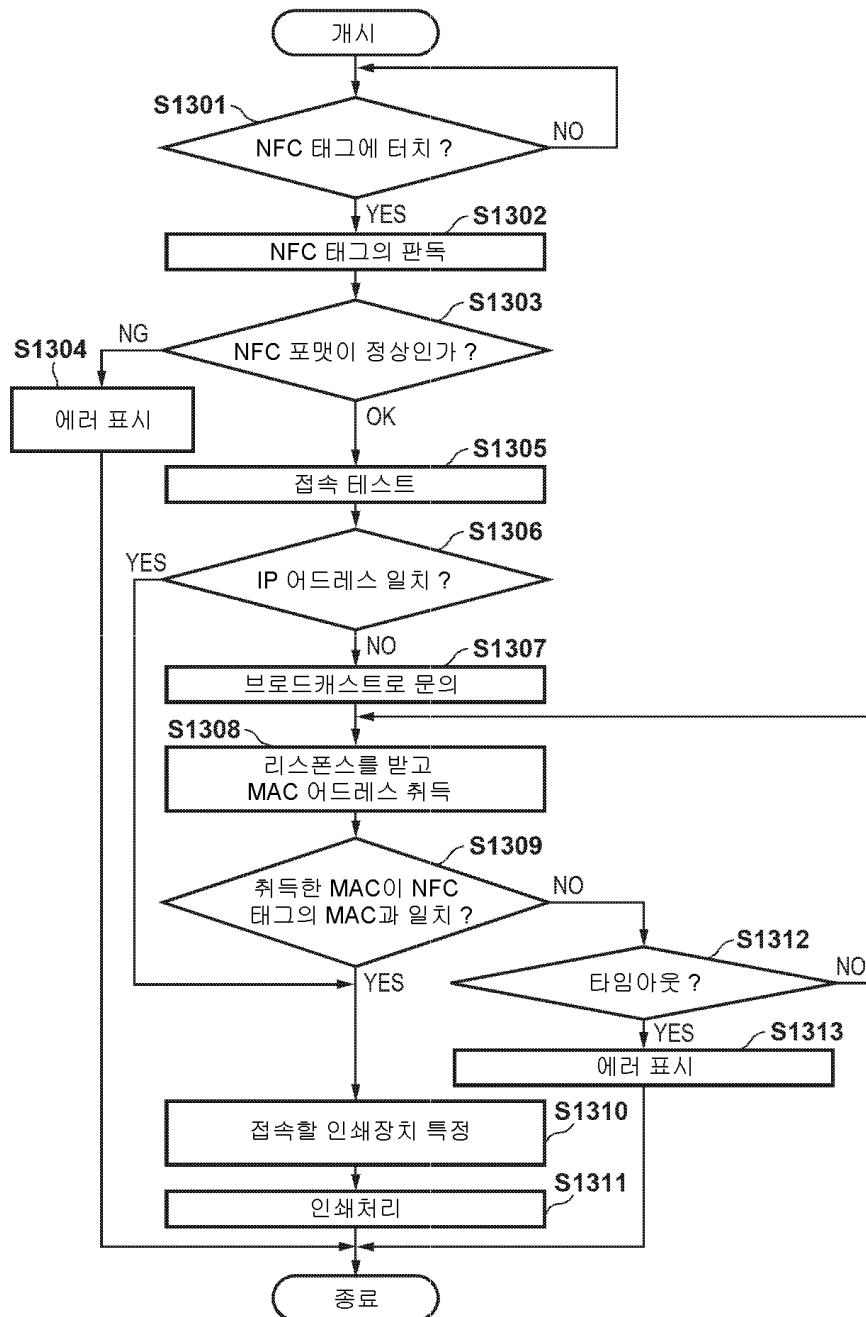 개시
S1301
NFC 태그에 터치 ?
NO
YES
S1302
NFC 태그의 판독
S1303
NFC 포맷이 정상인가 ?
NG
S1304
에러 표시
OK
S1305
접속 테스트
S1306
YES
IP 어드레스 일치 ?
NO
S1307
브로드캐스트로 문의
S1308
리스폰스를 받고
MAC 어드레스 취득
S1309
취득한 MAC이 NFC
태그의 MAC과 일치 ?
NO
YES
S1312
타임아웃 ?
NO
YES
S1313
에러 표시
접속할 인쇄장치 특정
S1310
인쇄처리
S1311
종료